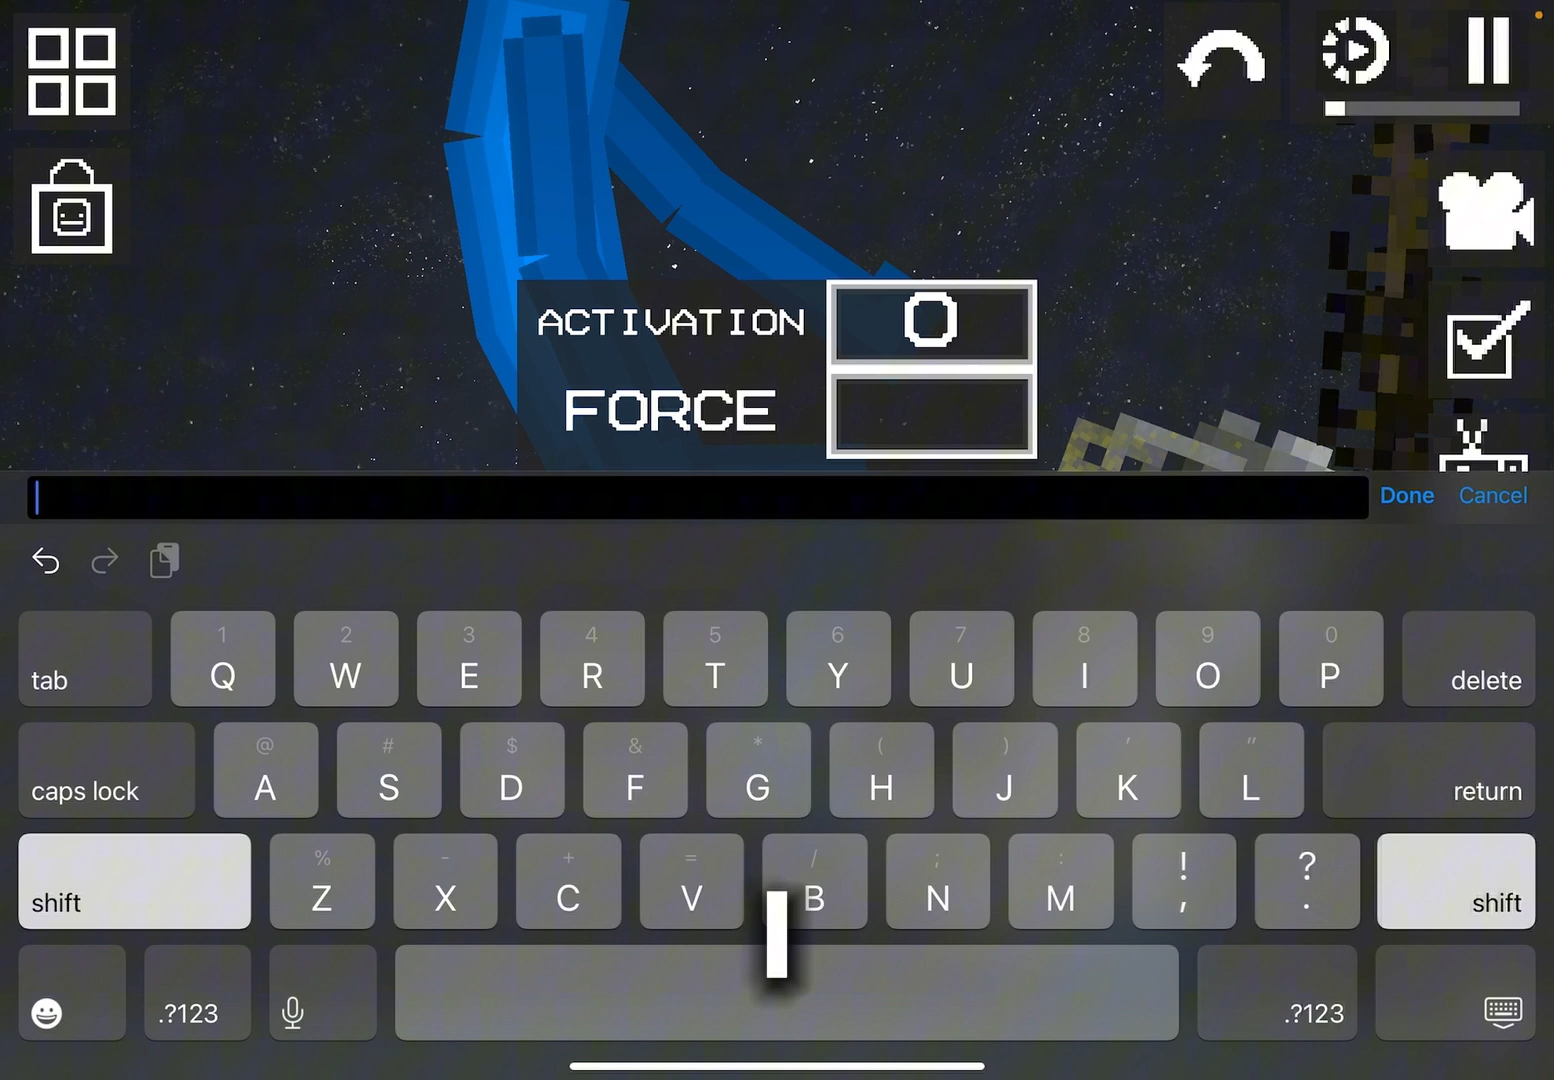 ACTIVATION 0
FORCE
Done Cancel
tab 1 Q 2 W 3 E 4 R 5 T 6 Y 7 U 8 I 9 O 0 P delete
caps lock @ A # S $ D & F * G ( H ) J ' K " L return
shift % Z - X + C = V / B ; N : M ! , ? . shift
.?123 .?123